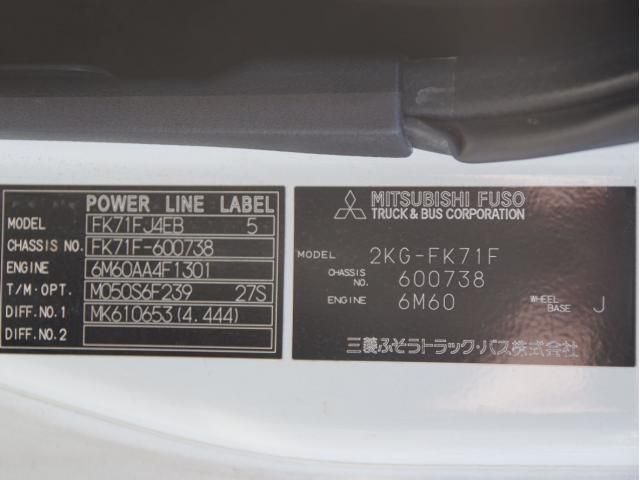 POWER LINE LABEL
MODEL FK71FJ4EB 5
CHASSIS NO. FK71F-600738
ENGINE 6M60AA4F1301
T/M·OPT. M050S6F239 27S
DIFF.NO.1 MK610653(4.444)
DIFF.NO.2
MITSUBISHI FUSO
TRUCK & BUS CORPORATION
MODEL 2KG-FK71F
CHASSIS NO. 600738
ENGINE 6M60 WHEEL BASE J
三菱ふそうトラック・バス株式会社